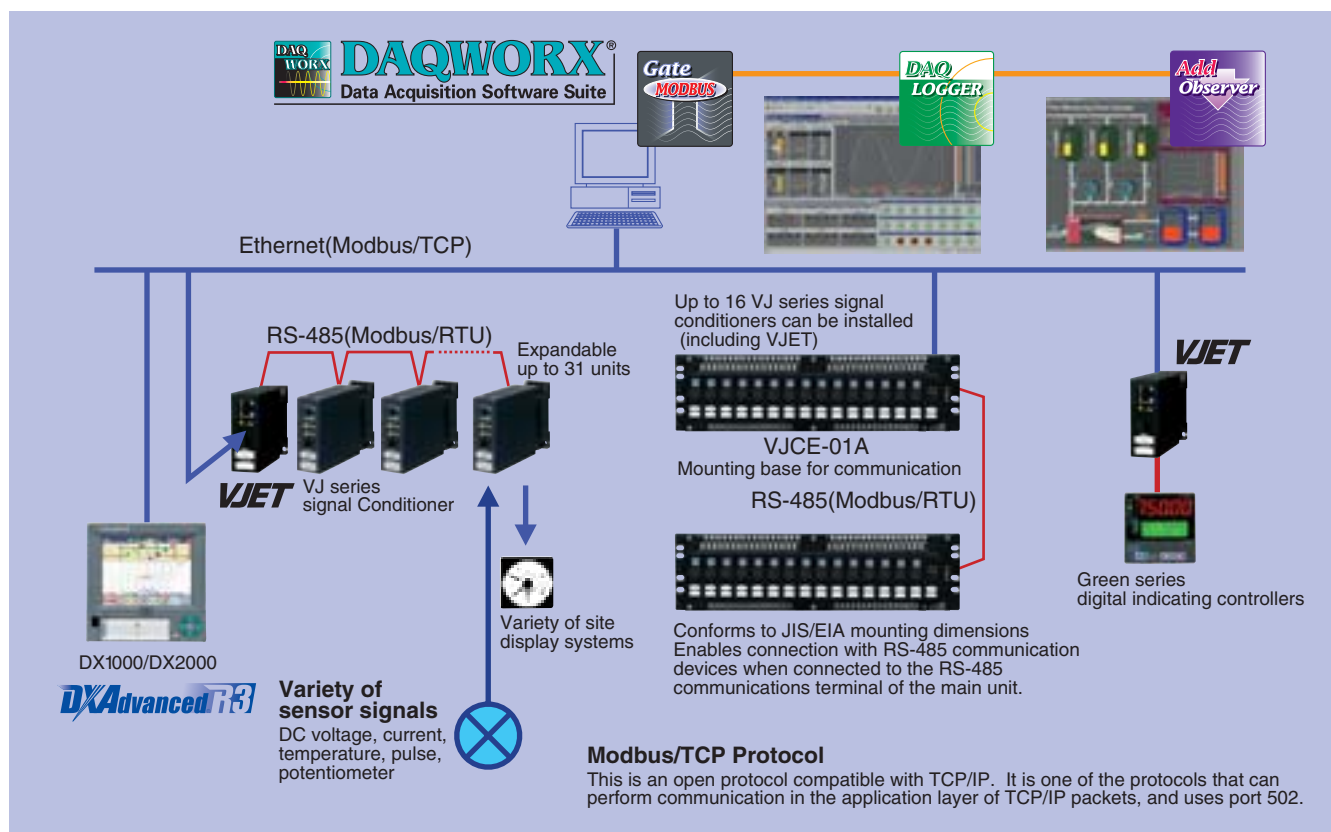 DAQ
WORX
DAQWORX®
Data Acquisition Software Suite
Gate
MODBUS
DAQ
LOGGER
Add
Observer
Ethernet(Modbus/TCP)
RS-485(Modbus/RTU)
Expandable
up to 31 units
VJET
VJ series
signal Conditioner
Up to 16 VJ series signal
conditioners can be installed
(including VJET)
VJCE-01A
Mounting base for communication
RS-485(Modbus/RTU)
VJET
Green series
digital indicating controllers
Variety of site
display systems
Conforms to JIS/EIA mounting dimensions
Enables connection with RS-485 communication
devices when connected to the RS-485
communications terminal of the main unit.
DX1000/DX2000
DXAdvanced R3
Variety of
sensor signals
DC voltage, current,
temperature, pulse,
potentiometer
Modbus/TCP Protocol
This is an open protocol compatible with TCP/IP. It is one of the protocols that can
perform communication in the application layer of TCP/IP packets, and uses port 502.